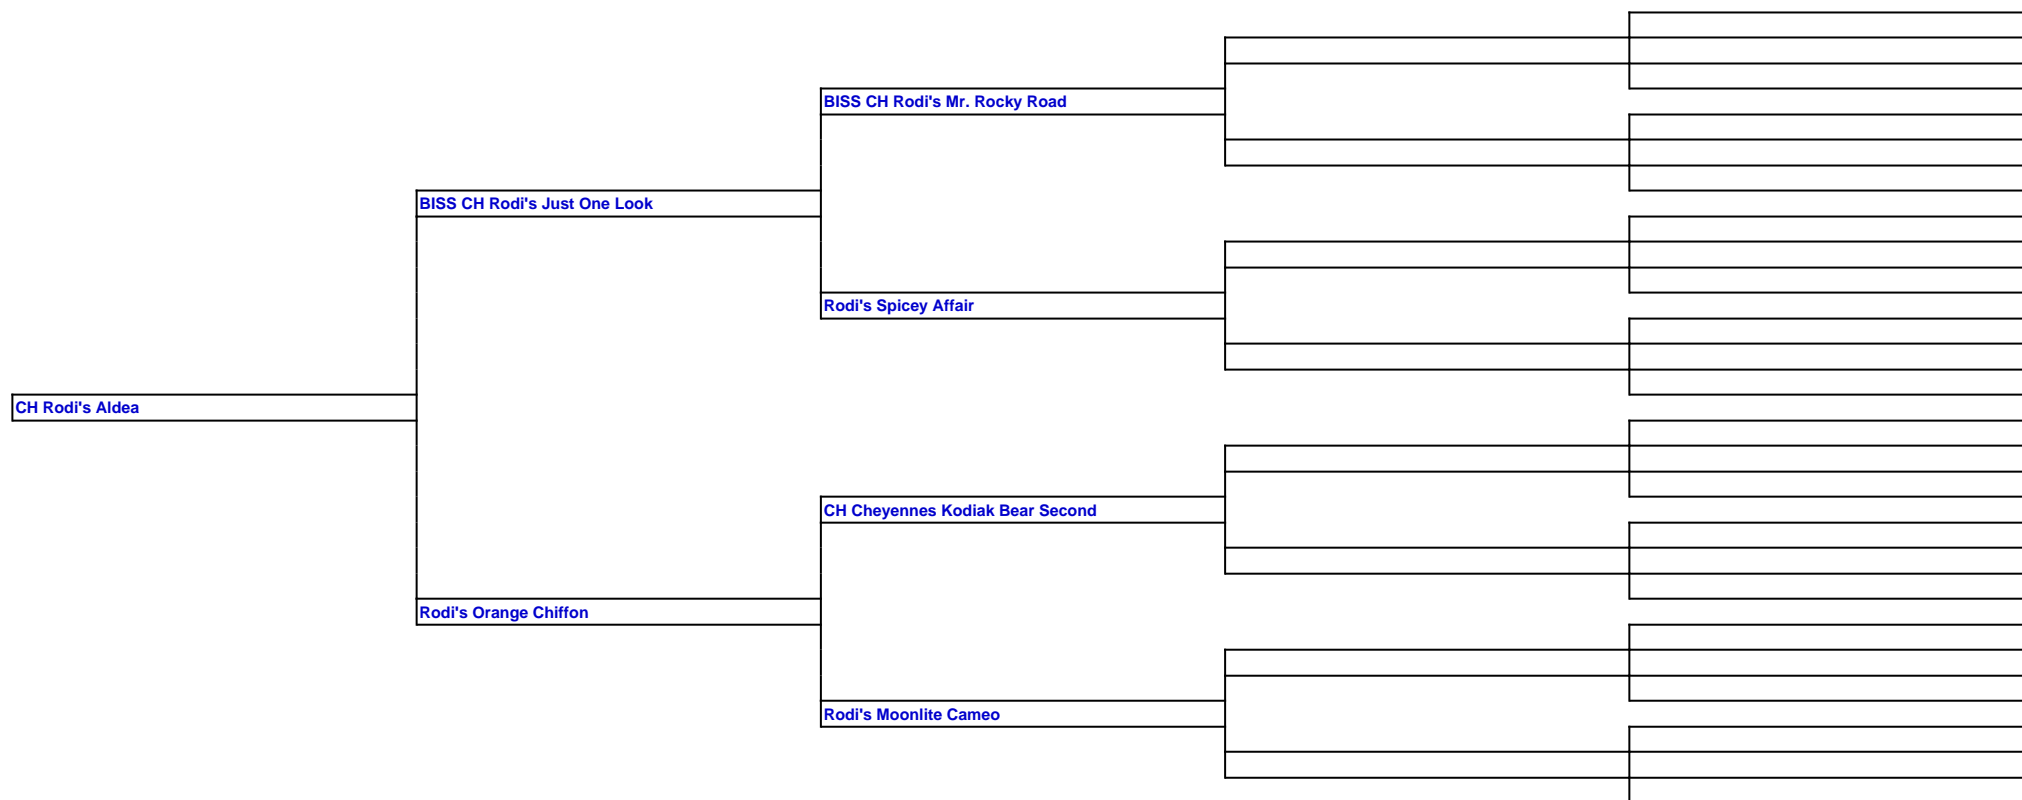 BISS CH Rodi's Mr. Rocky Road
BISS CH Rodi's Just One Look
Rodi's Spicey Affair
CH Rodi's Aldea
CH Cheyennes Kodiak Bear Second
Rodi's Orange Chiffon
Rodi's Moonlite Cameo